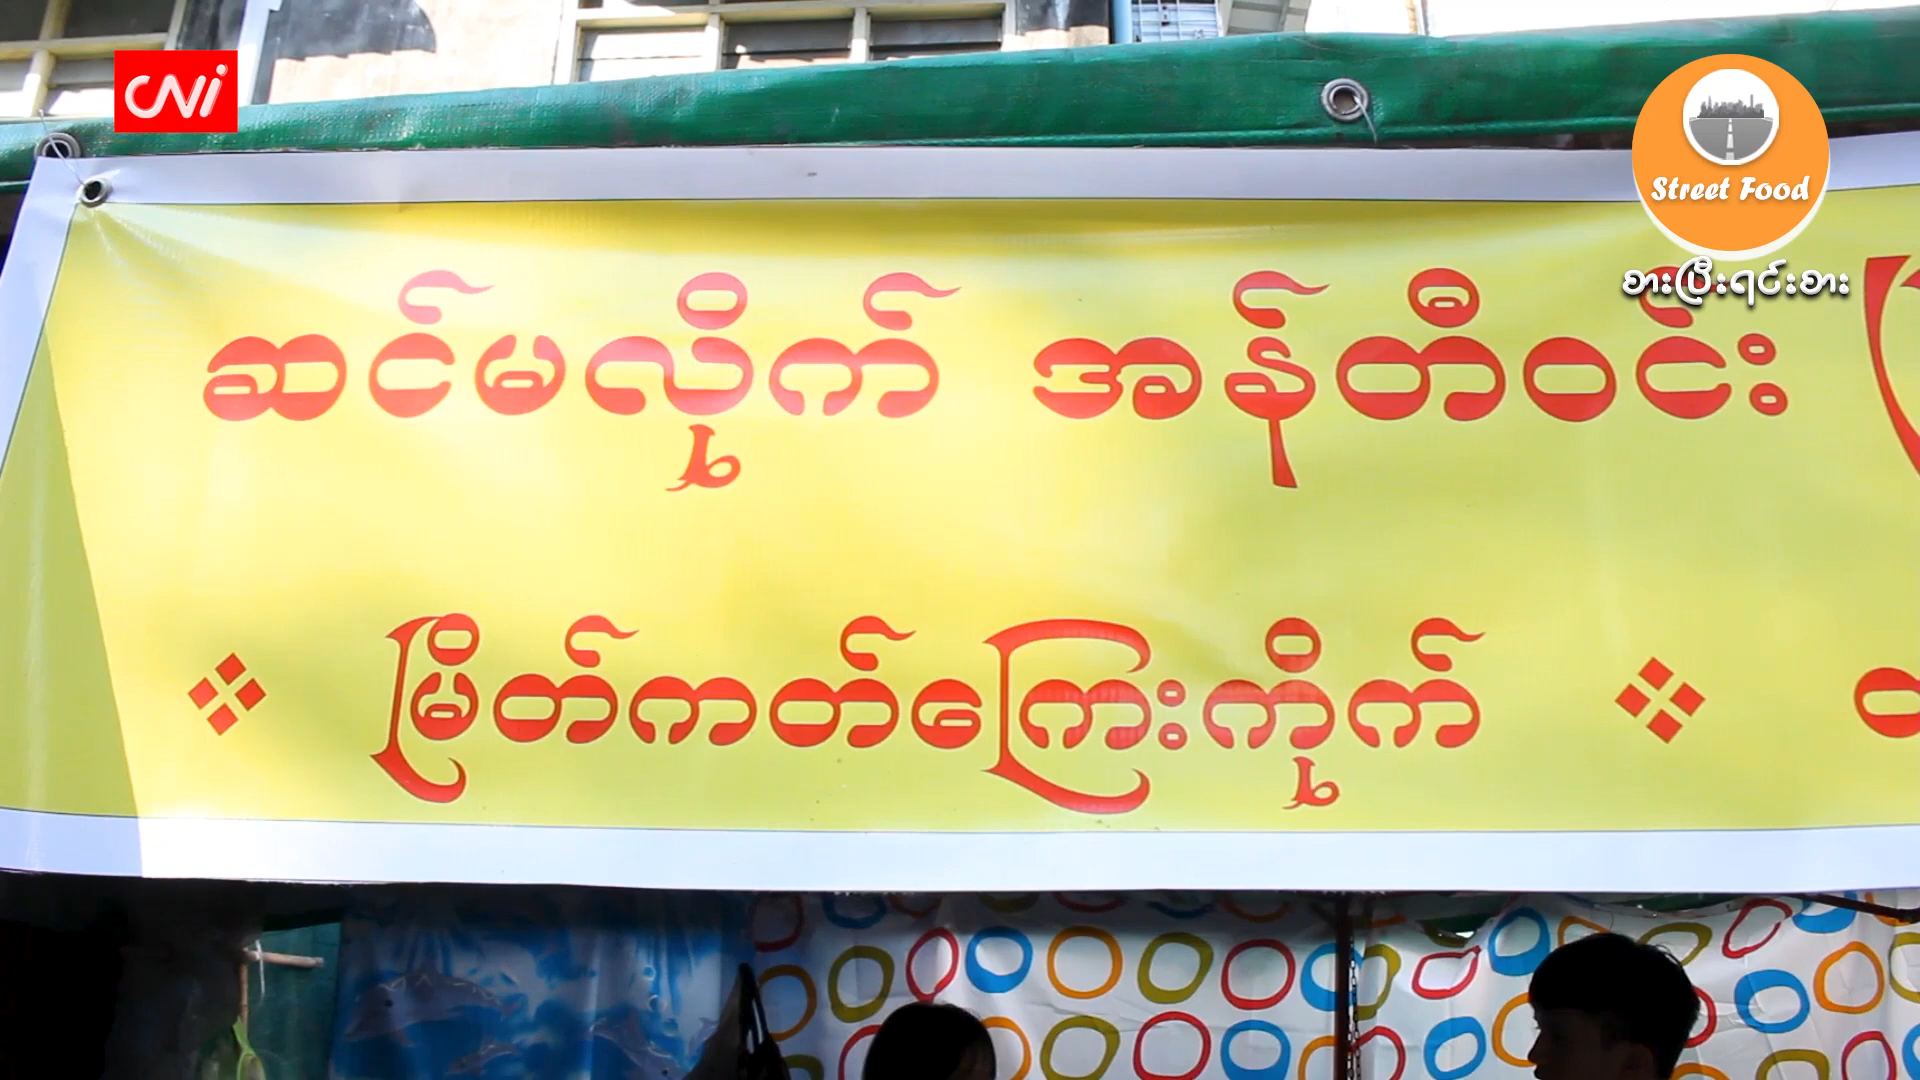 CNi
Street Food
စားပြီးရင်းစား
ဆင်မလိုက် အန်တီဝင်း
မြိတ်ကတ်ကြေးကိုက်